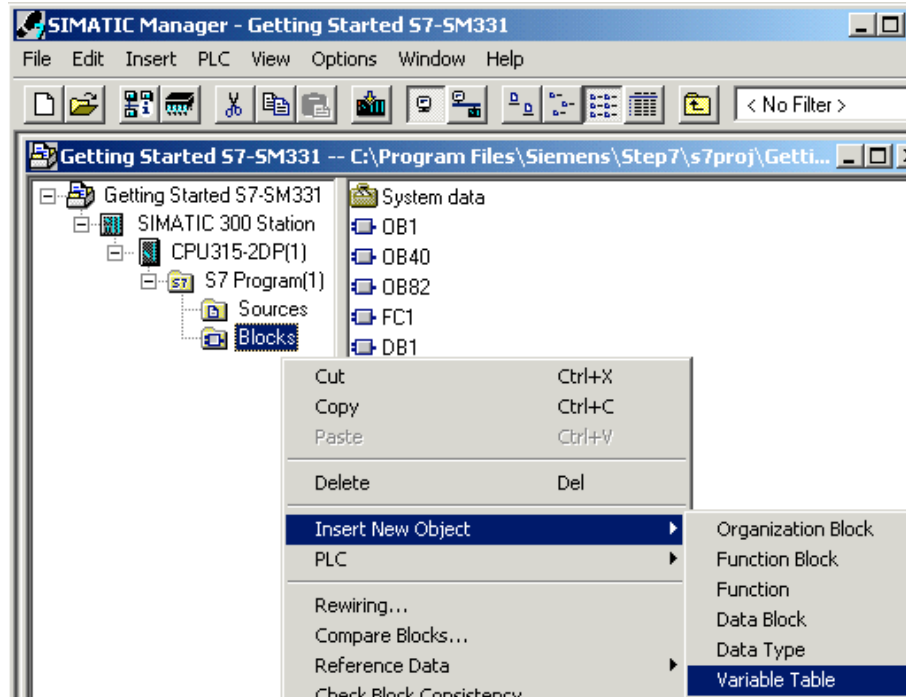 SIMATIC Manager - Getting Started S7-SM331
File Edit Insert PLC View Options Window Help
< No Filter >
Getting Started S7-SM331 -- C:\Program Files\Siemens\Step7\s7proj\Getti...
Getting Started S7-SM331
SIMATIC 300 Station
CPU315-2DP(1)
S7 Program(1)
Sources
Blocks
System data
OB1
OB40
OB82
FC1
DB1
Cut Ctrl+X
Copy Ctrl+C
Paste Ctrl+V
Delete Del
Insert New Object
PLC
Rewiring...
Compare Blocks...
Reference Data
Check Block Consistency
Organization Block
Function Block
Function
Data Block
Data Type
Variable Table